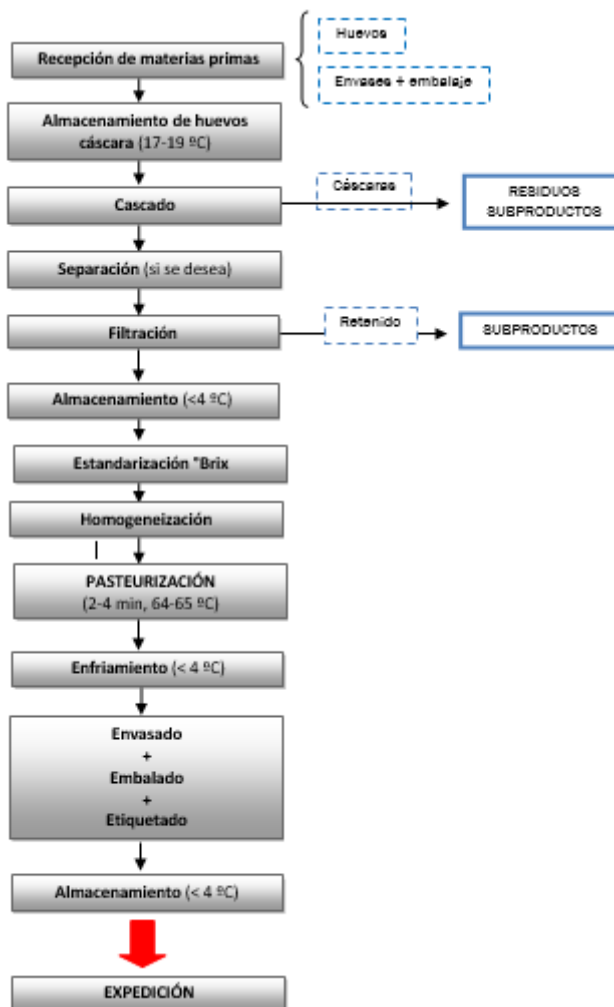 Recepción de materias primas
Huevos
Envases + embalaje
Almacenamiento de huevos
cáscara (17-19 ºC)
Cascado
Cáscaras
RESIDUOS
SUBPRODUCTOS
Separación (si se desea)
Filtración
Retenido
SUBPRODUCTOS
Almacenamiento (<4 ºC)
Estandarización °Brix
Homogeneización
PASTEURIZACIÓN
(2-4 min, 64-65 ºC)
Enfriamiento (< 4 ºC)
Envasado
+
Embalado
+
Etiquetado
Almacenamiento (< 4 ºC)
EXPEDICIÓN